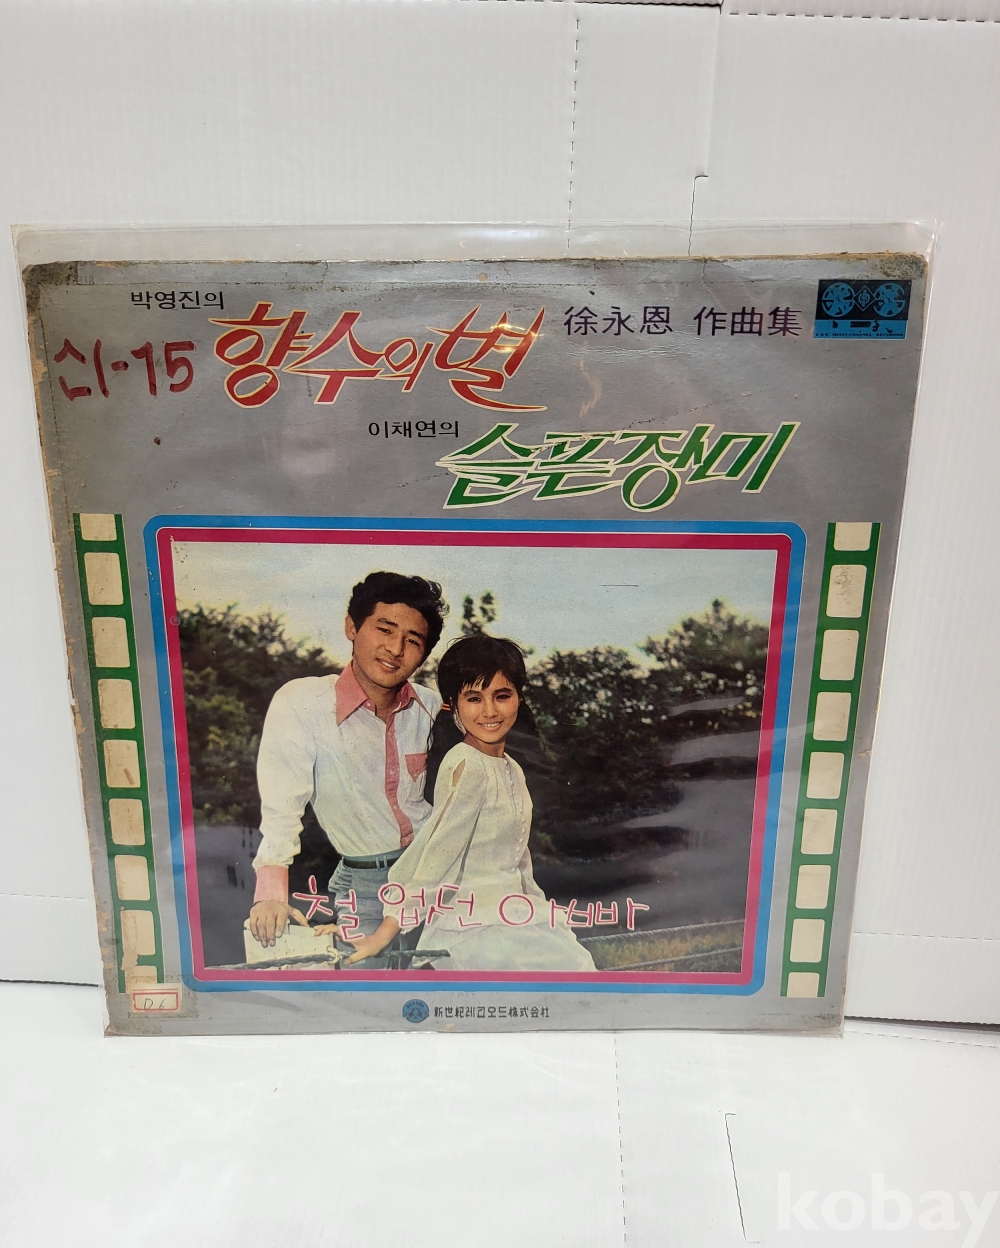 박영진의
향수의 별
徐永恩 作曲集
신-75
이채연의
슬픈장미
철 없던 아빠
D6
新世紀레코오드株式会社
kobay